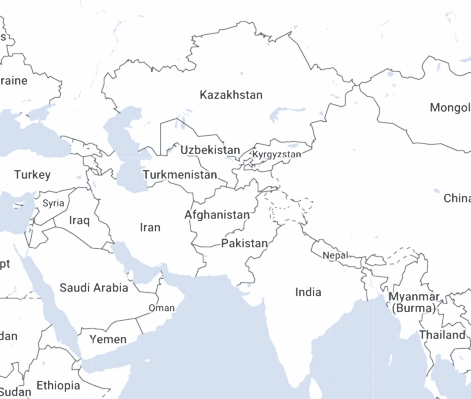 s
raine
Kazakhstan
Mongol
Uzbekistan
Kyrgyzstan
Turkey
Turkmenistan
Syria
China
Iraq
Iran
Afghanistan
Pakistan
Nepal
pt
Saudi Arabia
India
Oman
Myanmar
(Burma)
dan
Yemen
Thailand
Ethiopia
Sudan